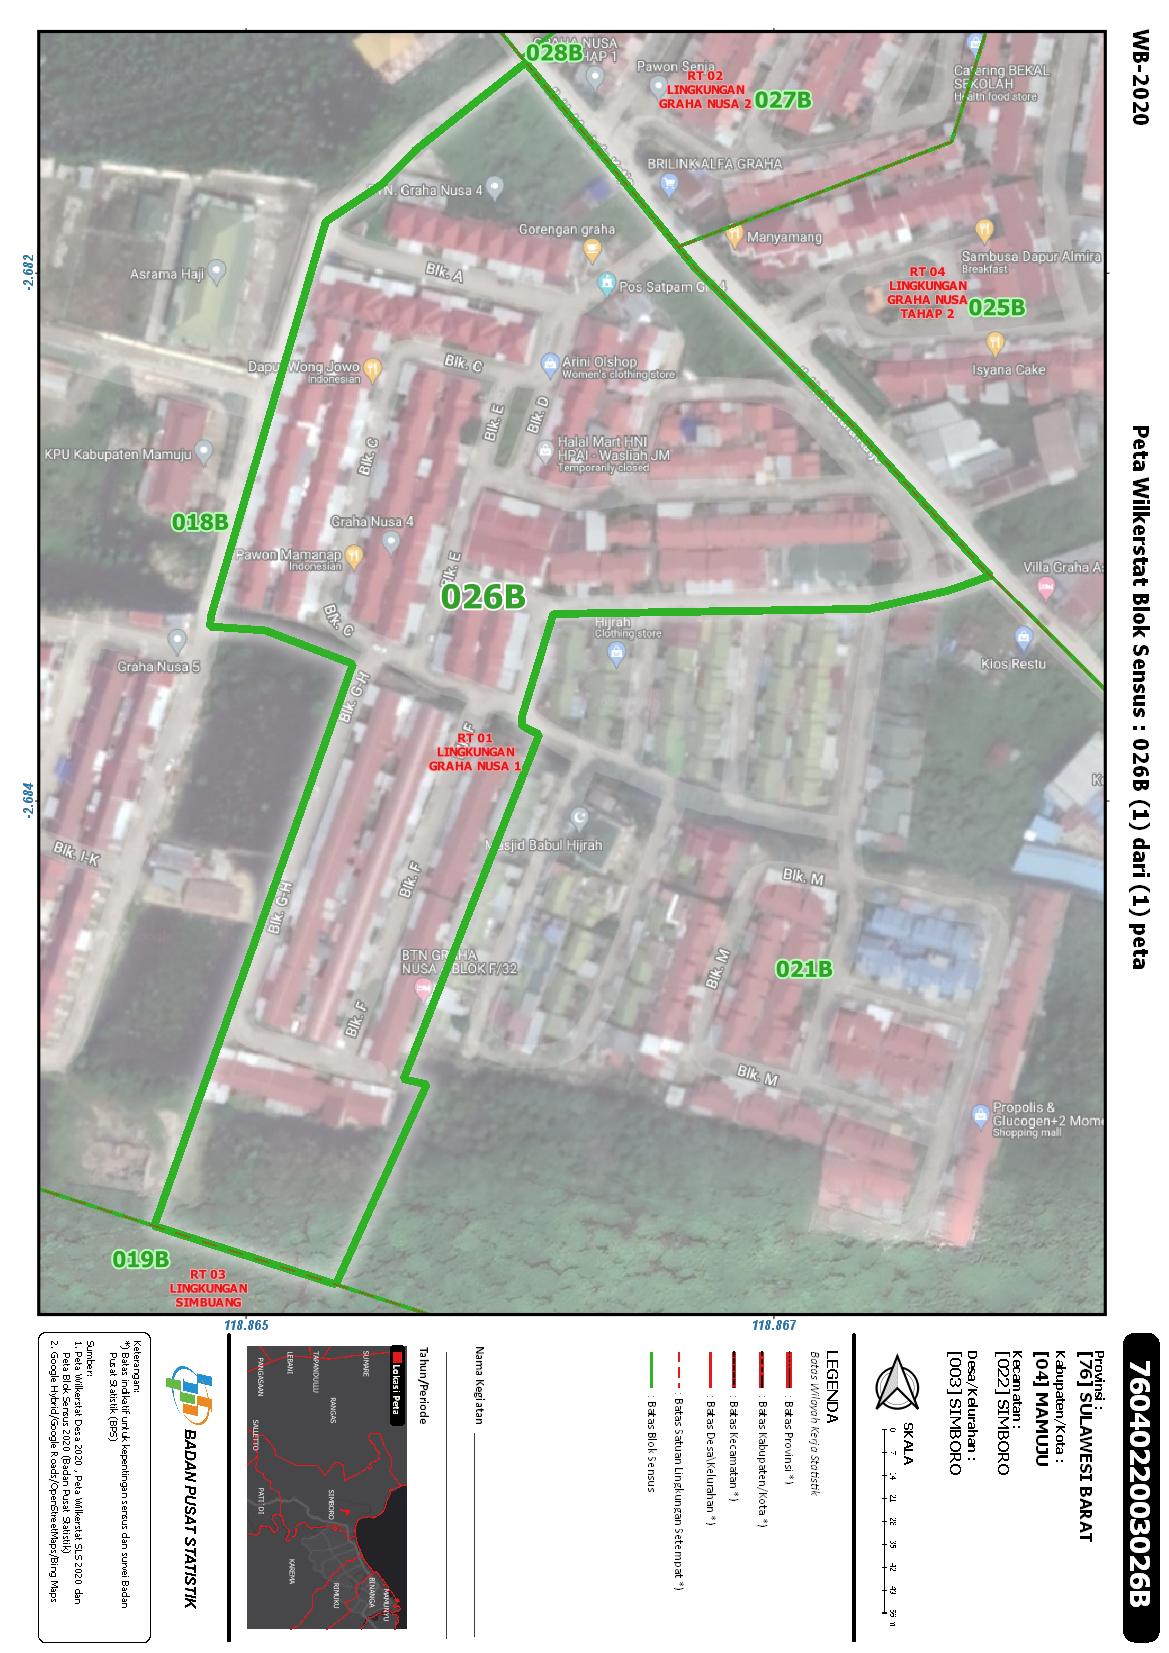 WB-2020
Peta Wilkerstat Blok Sensus : 026B (1) dari (1) peta
7604022003026B
Provinsi :
[76] SULAWESI BARAT
Kabupaten/Kota :
[04] MAMUJU
Kecamatan :
[022] SIMBORO
Desa/Kelurahan :
[003] SIMBORO
SKALA
0 7 14 21 28 35 42 49 56 m
LEGENDA
Batas Wilayah Kerja Statistik
: Batas Provinsi *)
: Batas Kabupaten/Kota *)
: Batas Kecamatan *)
: Batas Desa\Kelurahan *)
: Batas Satuan Lingkungan Setempat *)
: Batas Blok Sensus
Nama Kegiatan
Tahun/Periode
Lokasi Peta
SUMARE
TAPANDULLU
LEBANI
PANGASAAN
RANGAS
SALLETTO
SIMBORO
PATI'DI
KAREMA
RIMUKU
BINANGA
MAMUNYU
BADAN PUSAT STATISTIK
Keterangan:
*) Batas indikatif untuk kepentingan sensus dan survei Badan
Pusat Statistik (BPS)
Sumber:
1. Peta Wilkerstat Desa 2020 , Peta Wilkerstat SLS 2020 dan
Peta Blok Sensus 2020 (Badan Pusat Statistik)
2. Google Hybrid/Google Roads/OpenStreetMaps/Bing Maps
-2.682
-2.684
118.865
118.867
028B
GRAHA NUSA
TAHAP 1
Pawon Senja
RT 02
LINGKUNGAN
GRAHA NUSA 2
027B
Catering BEKAL
SEKOLAH
Health food store
BRILINK ALFA GRAHA
BTN. Graha Nusa 4
Gorengan graha
Manyamang
Sambusa Dapur Almira
Breakfast
Asrama Haji
Blk. A
Pos Satpam
RT 04
LINGKUNGAN
GRAHA NUSA
TAHAP 2
025B
Dapur Wong Jowo
Indonesian
Blk. C
Arini Olshop
Women's clothing store
Isyana Cake
Blk. E
Blk. D
KPU Kabupaten Mamuju
Blk. C
Halal Mart HNI
HPAI - Wasliah JM
Temporarily closed
018B
Graha Nusa 4
Pawon Mamanap
Indonesian
Blk. E
Villa Graha
026B
Blk. C
Hijrah
Clothing store
Graha Nusa 5
Kios Restu
Blk. G-H
F
RT 01
LINGKUNGAN
GRAHA NUSA 1
Masjid Babul Hijrah
Blk. I-K
Blk. F
Blk. M
Blk. G-H
BTN GRAHA
NUSA BLOK F/32
Blk. M
021B
Blk. F
Blk. M
Propolis &
Glucogen+2 Mome
Shopping mall
019B
RT 03
LINGKUNGAN
SIMBUANG